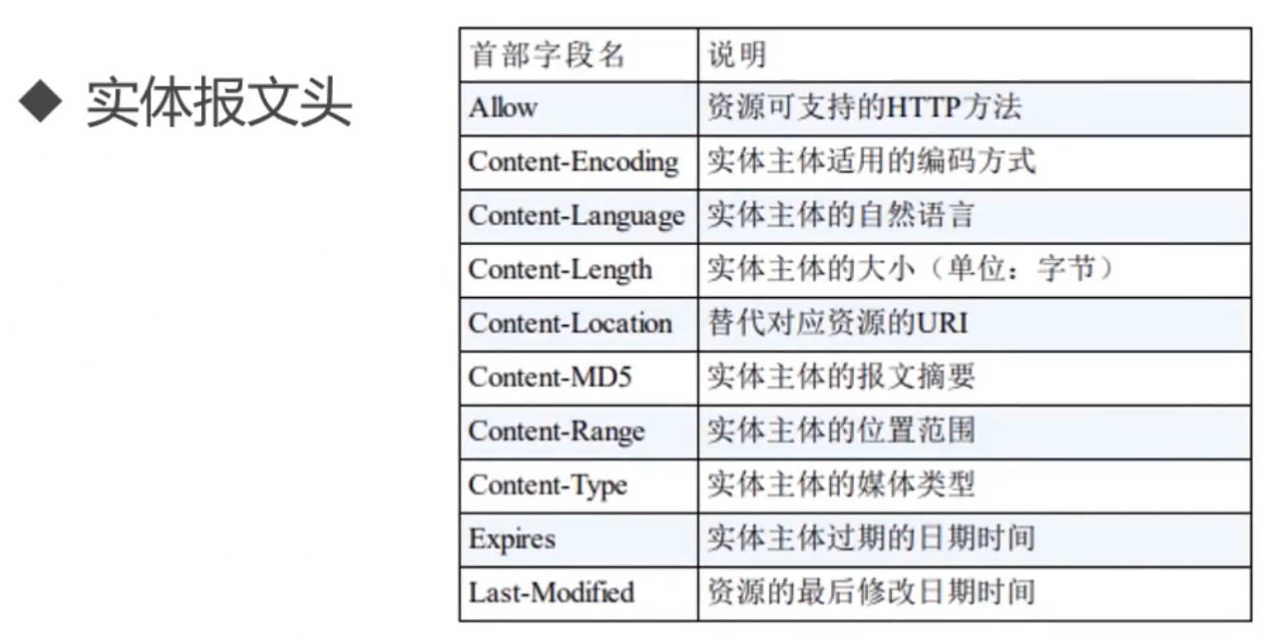 ◆ 实体报文头
首部字段名 说明
Allow 资源可支持的HTTP方法
Content-Encoding 实体主体适用的编码方式
Content-Language 实体主体的自然语言
Content-Length 实体主体的大小（单位：字节）
Content-Location 替代对应资源的URI
Content-MD5 实体主体的报文摘要
Content-Range 实体主体的位置范围
Content-Type 实体主体的媒体类型
Expires 实体主体过期的日期时间
Last-Modified 资源的最后修改日期时间